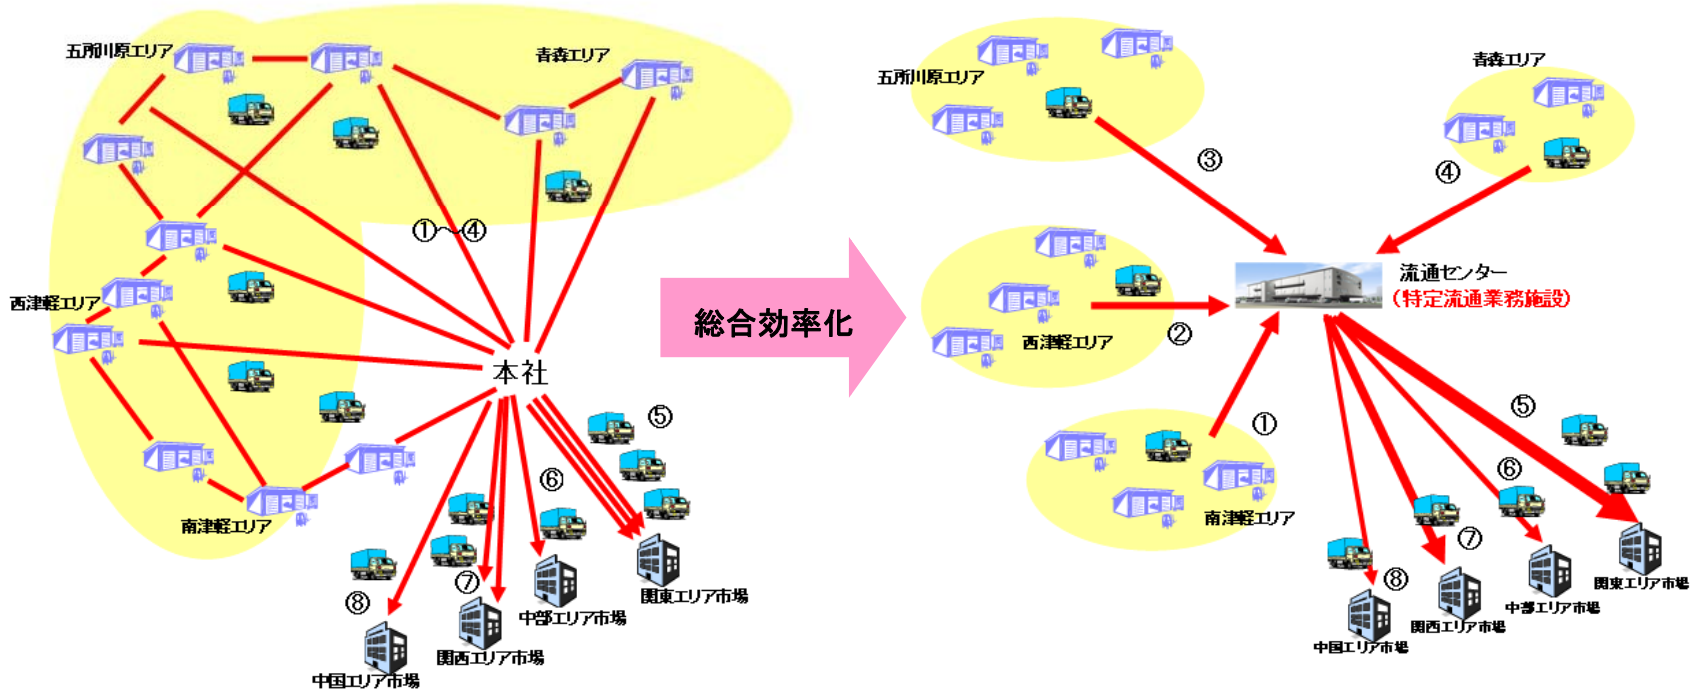 五所川原エリア
青森エリア
①～④
西津軽エリア
本社
⑤
⑥
南津軽エリア
⑦
⑧
関東エリア市場
中部エリア市場
関西エリア市場
中国エリア市場
総合効率化
五所川原エリア
青森エリア
③
④
流通センター
（特定流通業務施設）
西津軽エリア
②
①
南津軽エリア
⑤
⑥
⑦
⑧
関東エリア市場
中部エリア市場
関西エリア市場
中国エリア市場